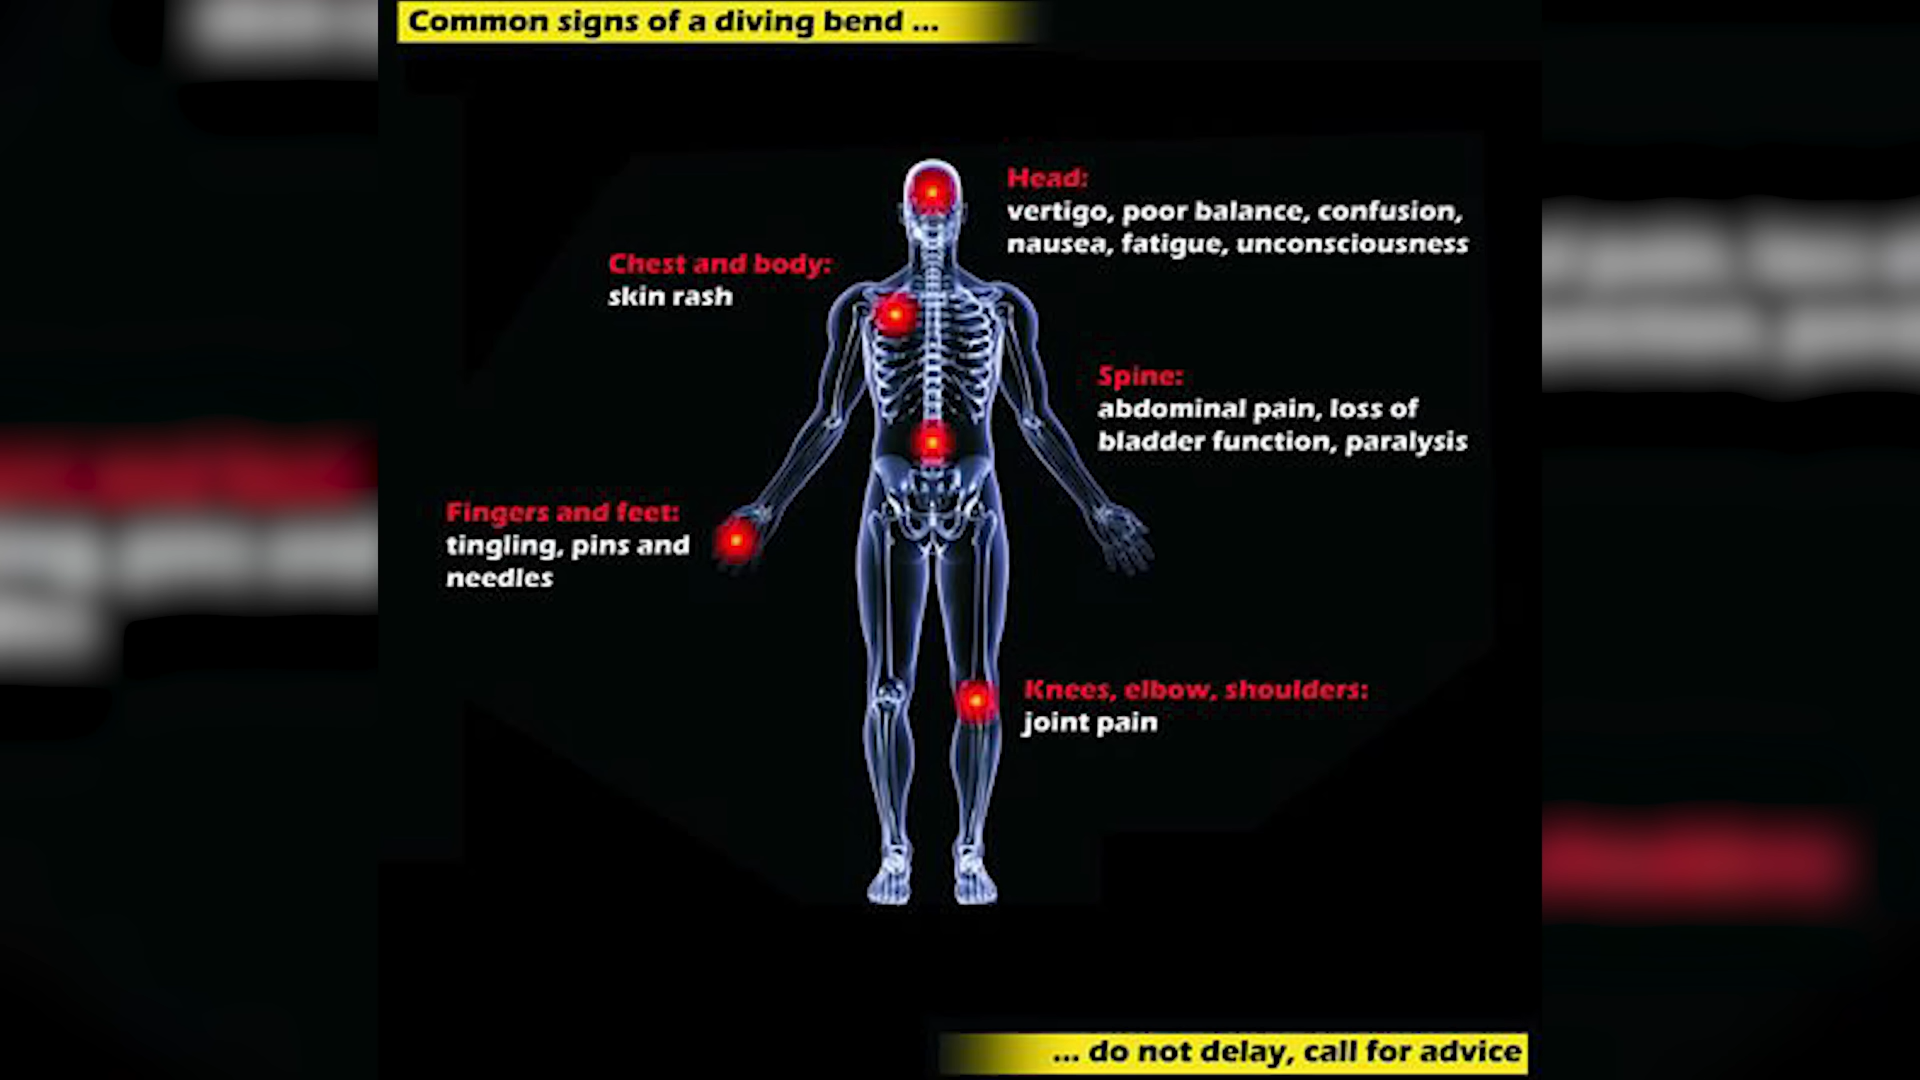 Common signs of a diving bend ...
Head:
vertigo, poor balance, confusion,
nausea, fatigue, unconsciousness
Chest and body:
skin rash
Spine:
abdominal pain, loss of
bladder function, paralysis
Fingers and feet:
tingling, pins and
needles
Knees, elbow, shoulders:
joint pain
... do not delay, call for advice